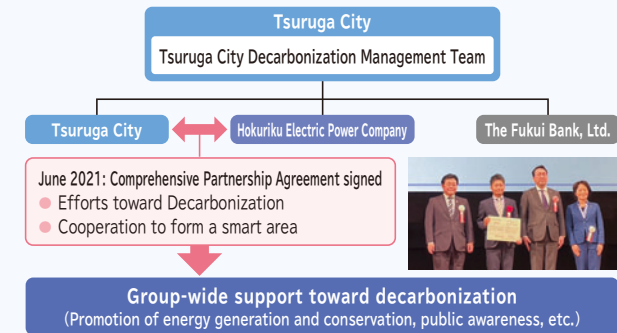 Tsuruga City
Tsuruga City Decarbonization Management Team
Tsuruga City
Hokuriku Electric Power Company
The Fukui Bank, Ltd.
June 2021: Comprehensive Partnership Agreement signed
● Efforts toward Decarbonization
● Cooperation to form a smart area
Group-wide support toward decarbonization
(Promotion of energy generation and conservation, public awareness, etc.)